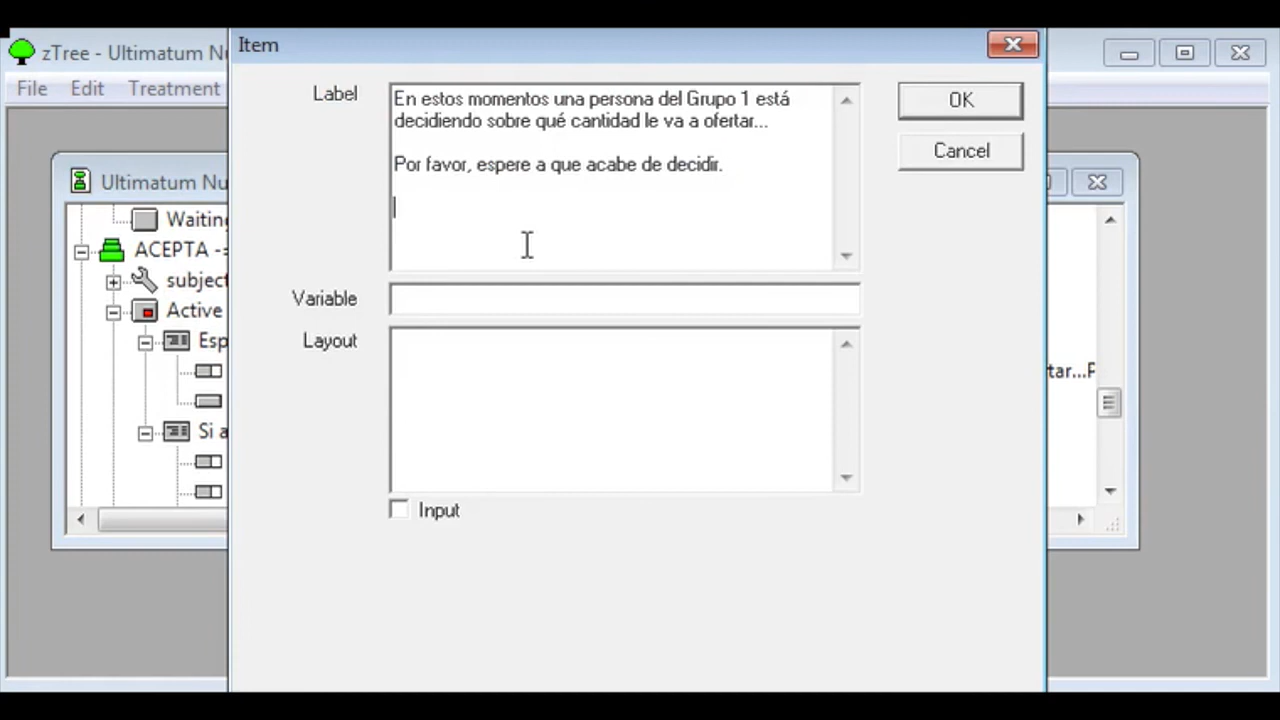 zTree - Ultimatum Nu
Item
File Edit Treatment
Label
En estos momentos una persona del Grupo 1 está
decidiendo sobre qué cantidad le va a ofertar...
Por favor, espere a que acabe de decidir.
OK
Cancel
Ultimatum Nu
Waiting
ACEPTA -=
subject
Active
Esp
Si a
Variable
Layout
Input
tar...P